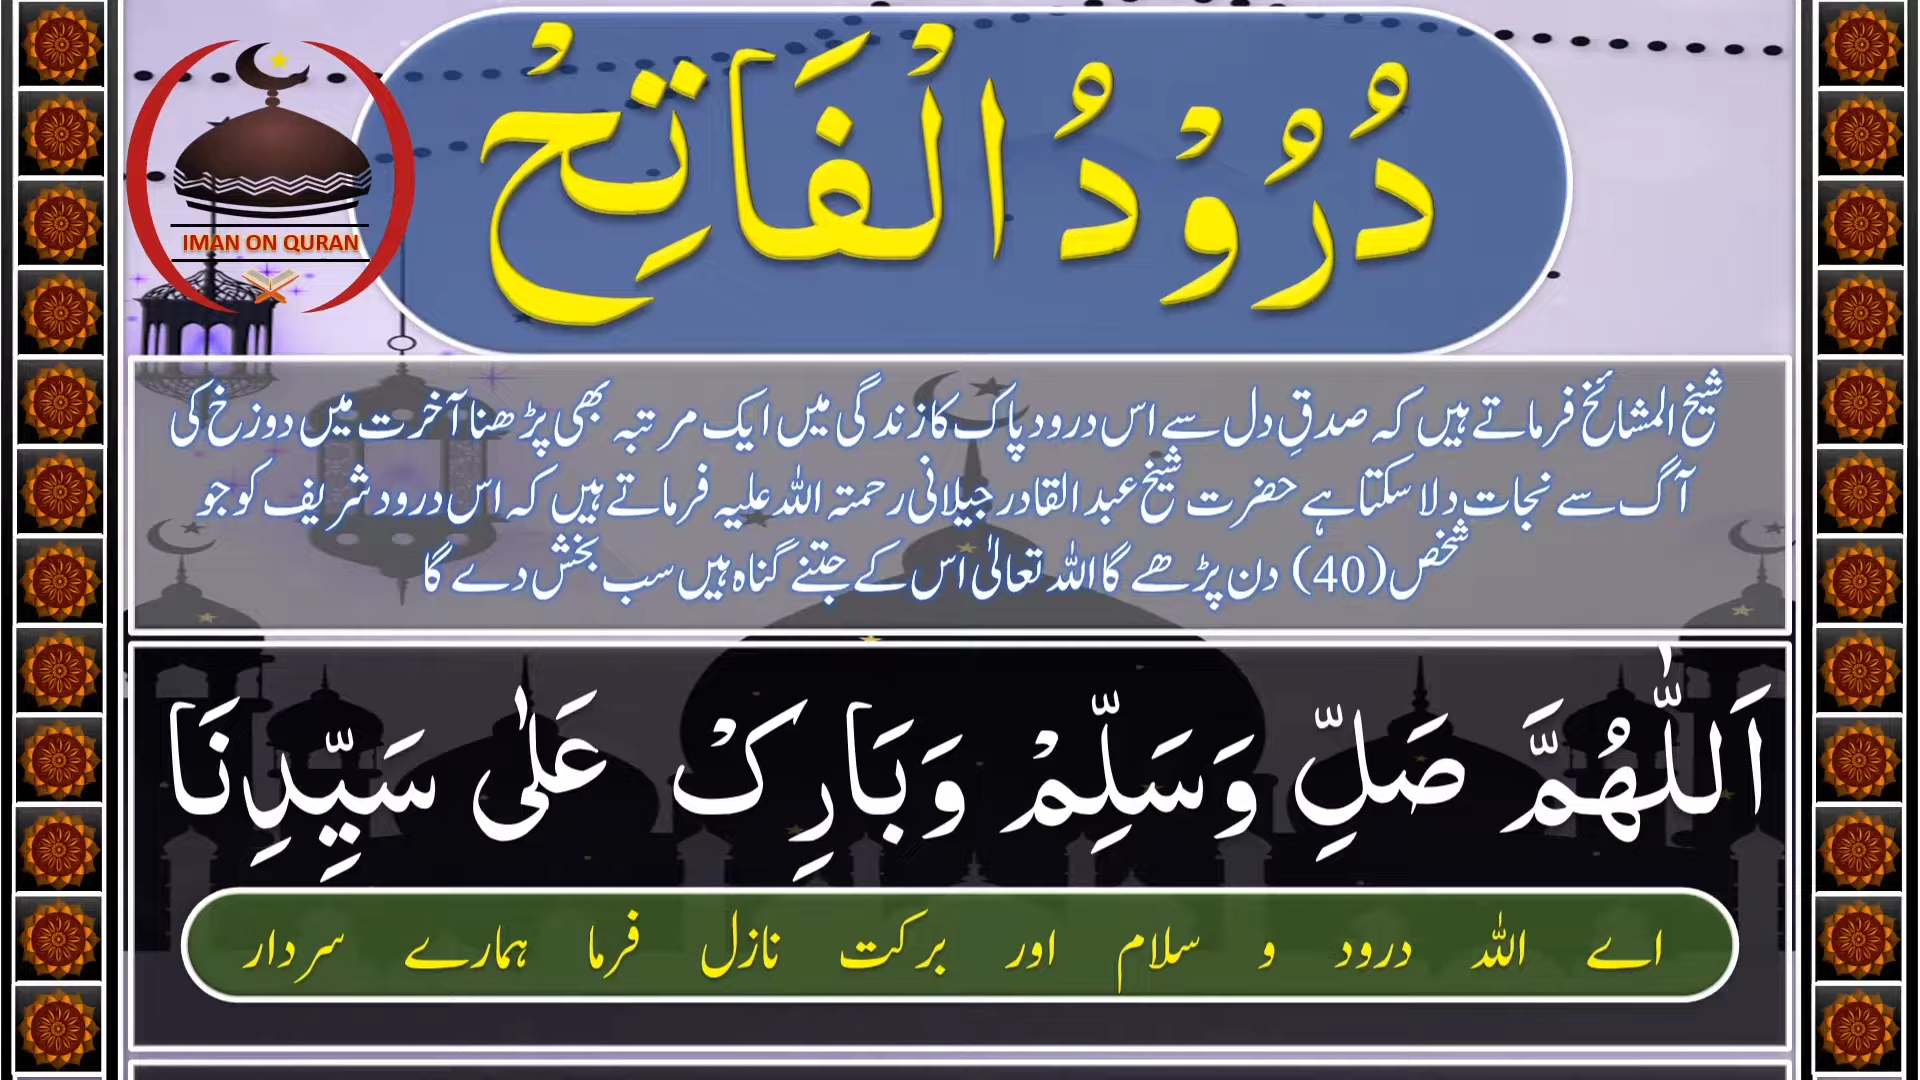 دُرُوْدُ الْفَاتِحْ
IMAN ON QURAN
شیخ المشائخ فرماتے ہیں کہ صدقِ دل سے اس درود پاک کا زندگی میں ایک مرتبہ بھی پڑھنا آخرت میں دوزخ کی
آگ سے نجات دلا سکتا ہے حضرت شیخ عبد القادر جیلانی رحمتہ اللہ علیہ فرماتے ہیں کہ اس درود شریف کو جو
شخص (40) دن پڑھے گا اللہ تعالیٰ اس کے جتنے گناہ ہیں سب بخش دے گا
اَللّٰهُمَّ صَلِّ وَسَلِّمْ وَبَارِكْ عَلٰى سَيِّدِنَا
اے اللہ درود و سلام اور برکت نازل فرما ہمارے سردار